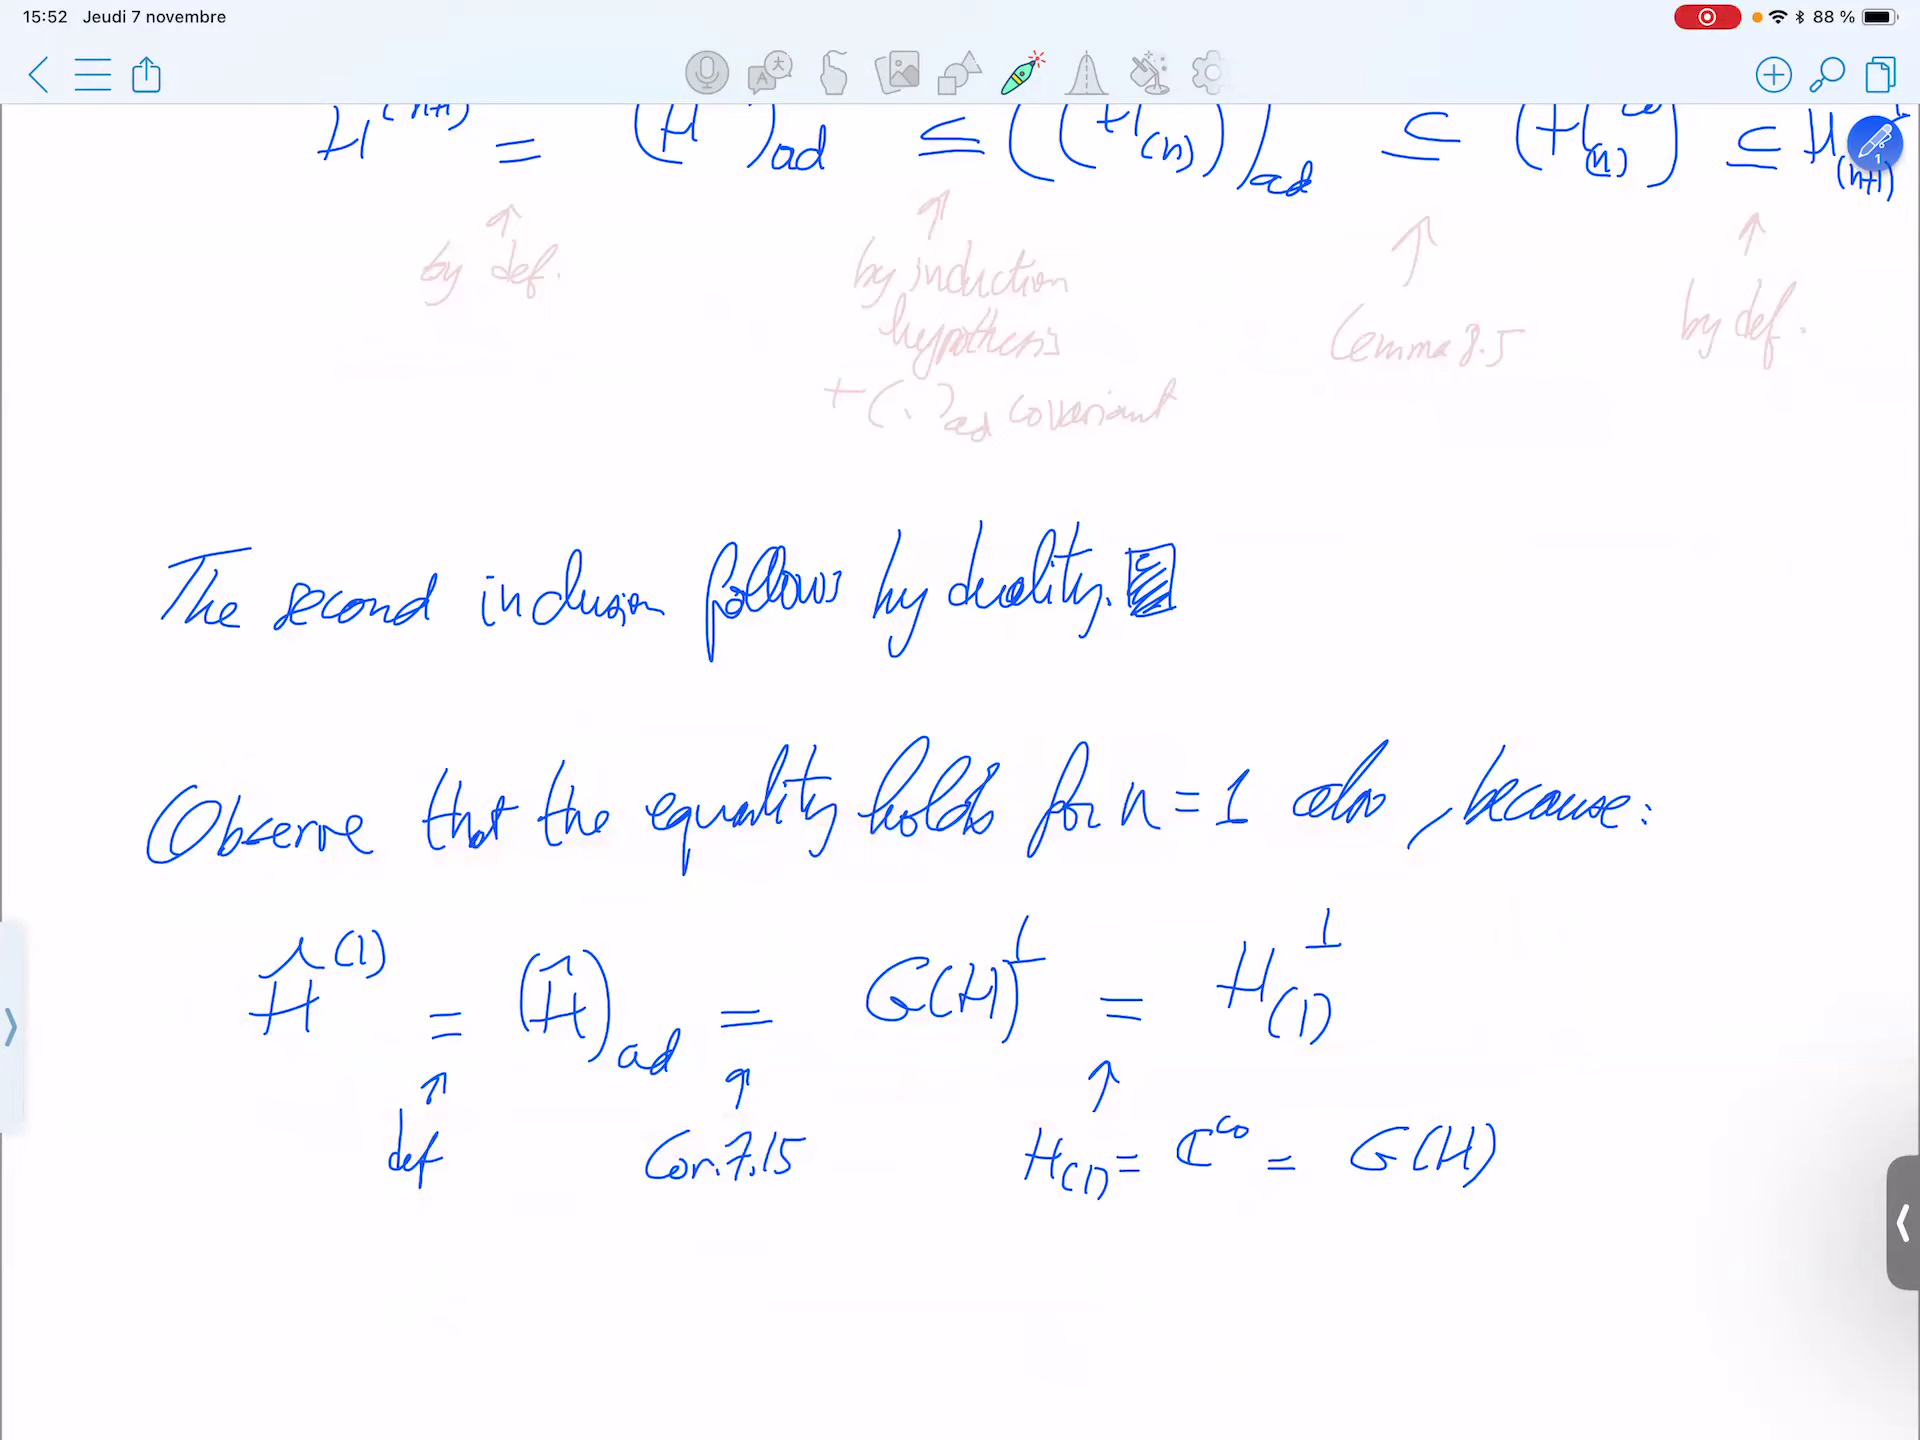 15:52 Jeudi 7 novembre 88 %
H^(n+1) = (H )_ad ⊆ ((H_(n)))_ad ⊆ (H_(n)^co) ⊆ H_(n+1)
by def. by induction hypothesis + (.)_ad covariant Lemma 8.5 by def.
The second inclusion follows by duality.
Observe that the equality holds for n = 1 also, because:
Ĥ^(1) = (Ĥ)_ad = G(H)^⊥ = H_(1)^⊥
↑ ↑ ↑
def Cor. 7.15 H_(1) = ℂ^co = G(H)